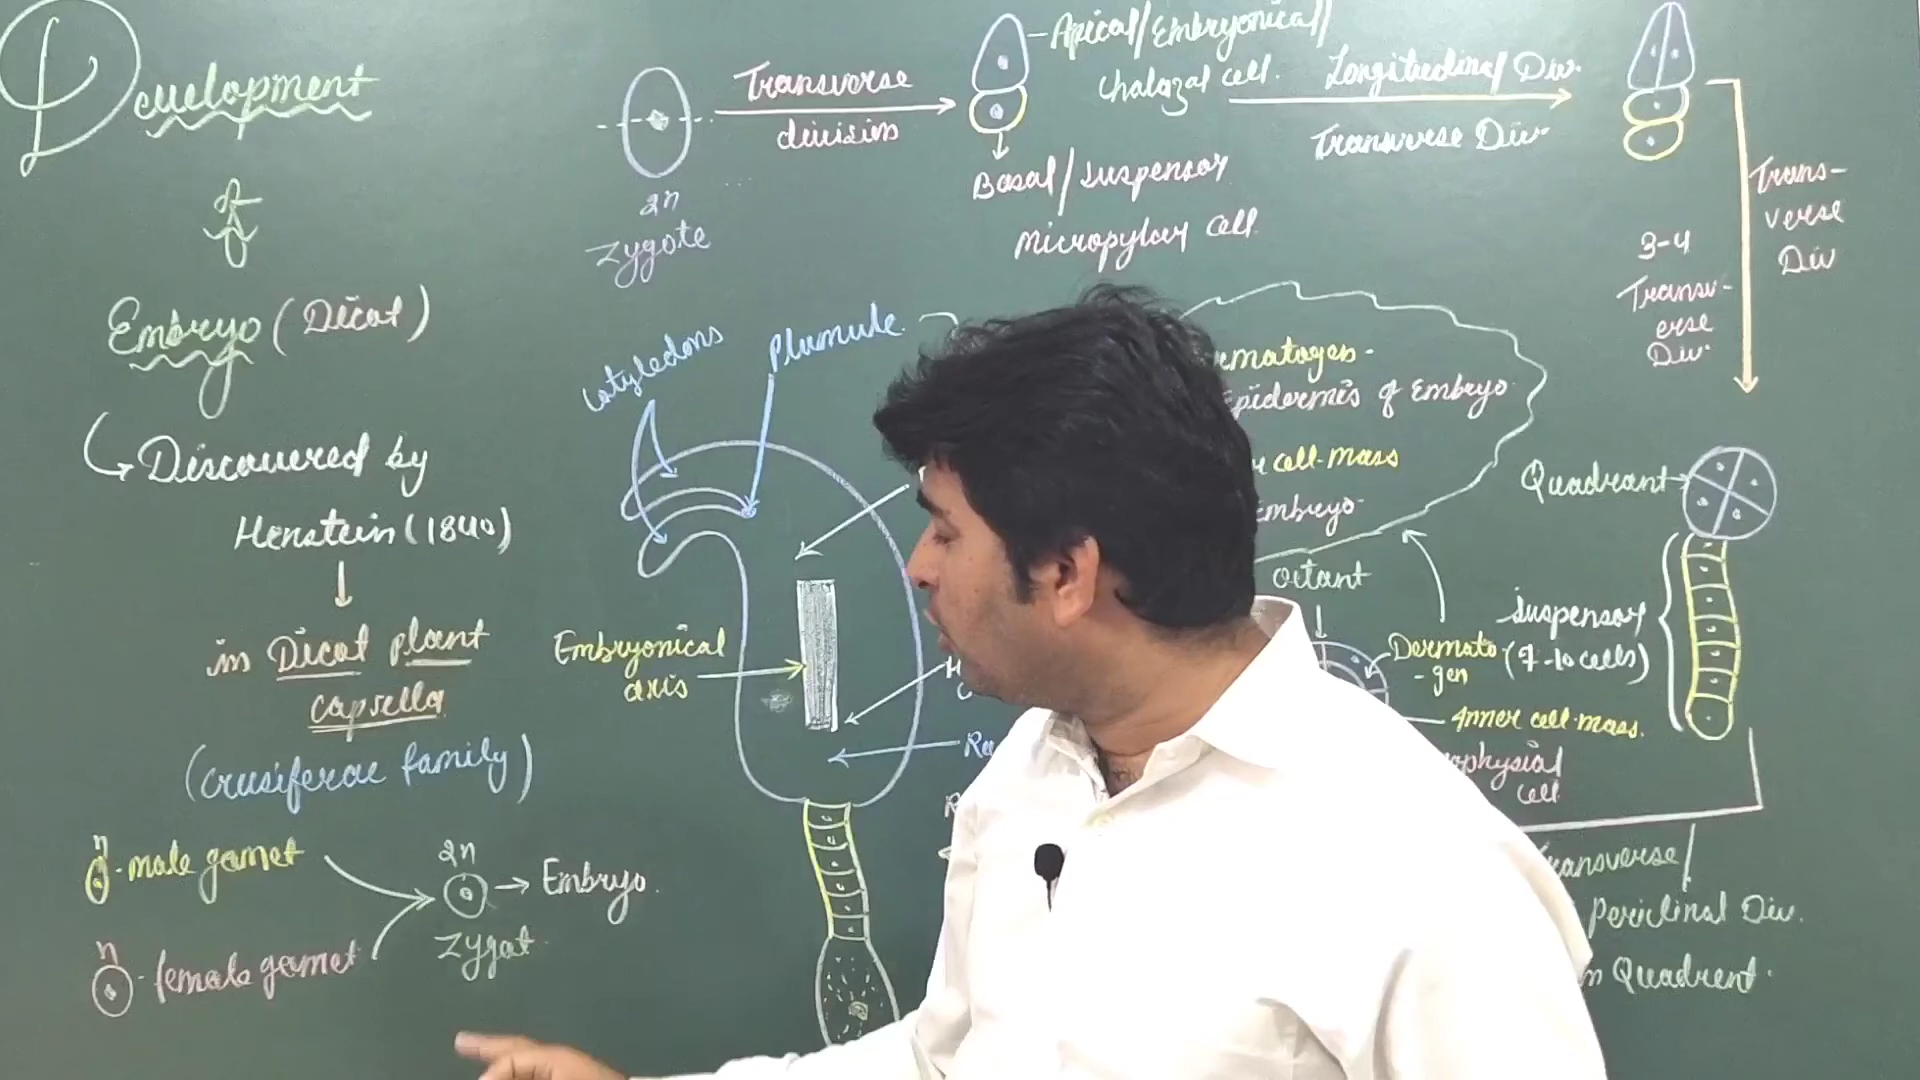 Development
of
Embryo (Dicot)
Discovered by
Henstein (1840)
in Dicot plant
capsella
(crusiferae family)
n
male gamet
n
female gamet
2n
Zygot
Embryo.
2n
Zygote
Transverse
division
Apical/Embryonical/
chalazal cell.
Basal/suspensor
micropylar cell.
Longitudinal Div.
Transverse Div
Trans-
verse
Div
3-4
Transv-
erse
Div.
Cotyledons
Plumule
Embryonical
axis
Epidermis of Embryo
cell-mass
Embryo
octant
Quadrant
suspensor
(7-10 cells)
Dermato
-gen
Inner cell-mass.
cell
Transverse/
Periclinal Div.
Quadrent.